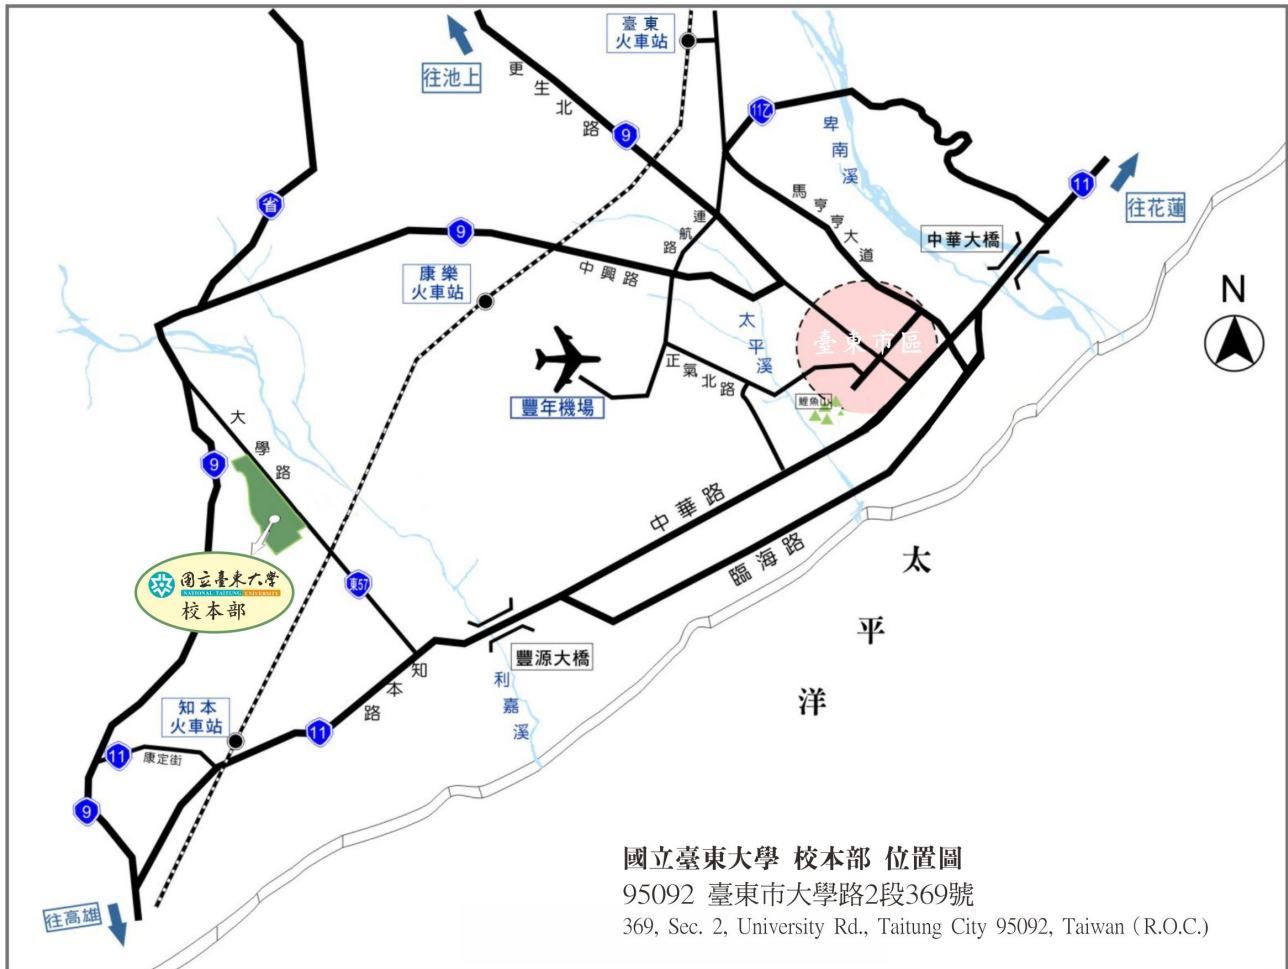 臺東
火車站
往池上
更生北路
9
11乙
卑南溪
11
往花蓮
省
馬亨亨大道
中華大橋
連航路
9
康樂
火車站
中興路
N
太平溪
臺東市區
正氣北路
豐年機場
鯉魚山
大學路
9
中華路
臨海路
國立臺東大學
NATIONAL TAITUNG UNIVERSITY
校本部
東57
太平洋
豐源大橋
知本路
利嘉溪
知本
火車站
11
11
康定街
9
往高雄
國立臺東大學 校本部 位置圖
95092 臺東市大學路2段369號
369, Sec. 2, University Rd., Taitung City 95092, Taiwan (R.O.C.)